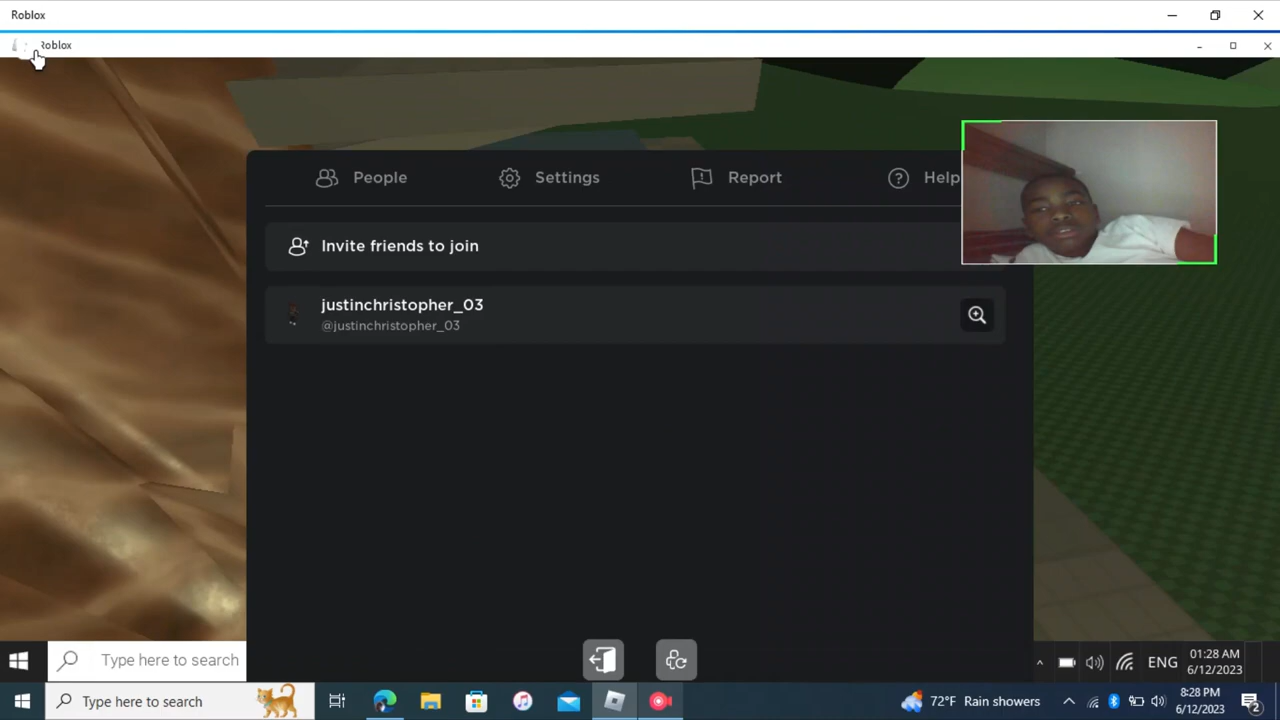 Roblox
Roblox
People
Settings
Report
Help
Invite friends to join
justinchristopher_03
@justinchristopher_03
Type here to search
ENG
01:28 AM
6/12/2023
Type here to search
72°F Rain showers
8:28 PM
6/12/2023
2